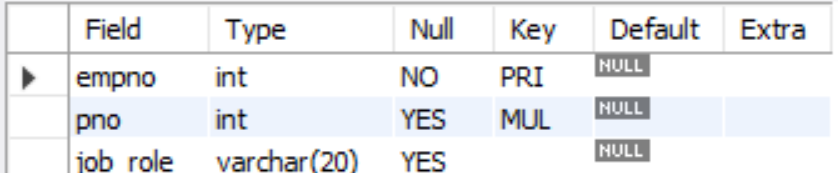 Field Type Null Key Default Extra
empno int NO PRI NULL
pno int YES MUL NULL
job_role varchar(20) YES NULL